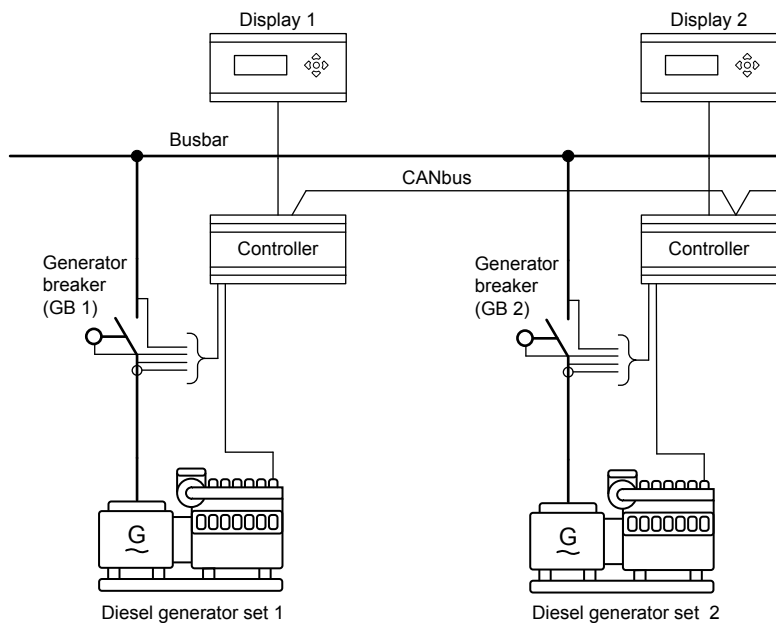 Display 1
Display 2
Busbar
CANbus
Controller
Controller
Generator
breaker
(GB 1)
Generator
breaker
(GB 2)
G
G
Diesel generator set 1
Diesel generator set 2